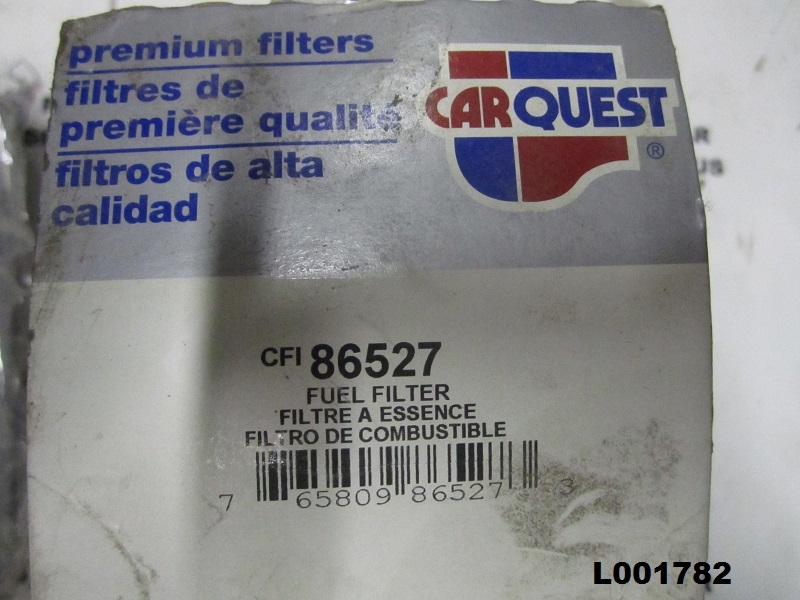 premium filters
filtres de
première qualité
filtros de alta
calidad
CARQUEST
®
CFI 86527
FUEL FILTER
FILTRE A ESSENCE
FILTRO DE COMBUSTIBLE
7 65809 86527 3
R
US
L001782